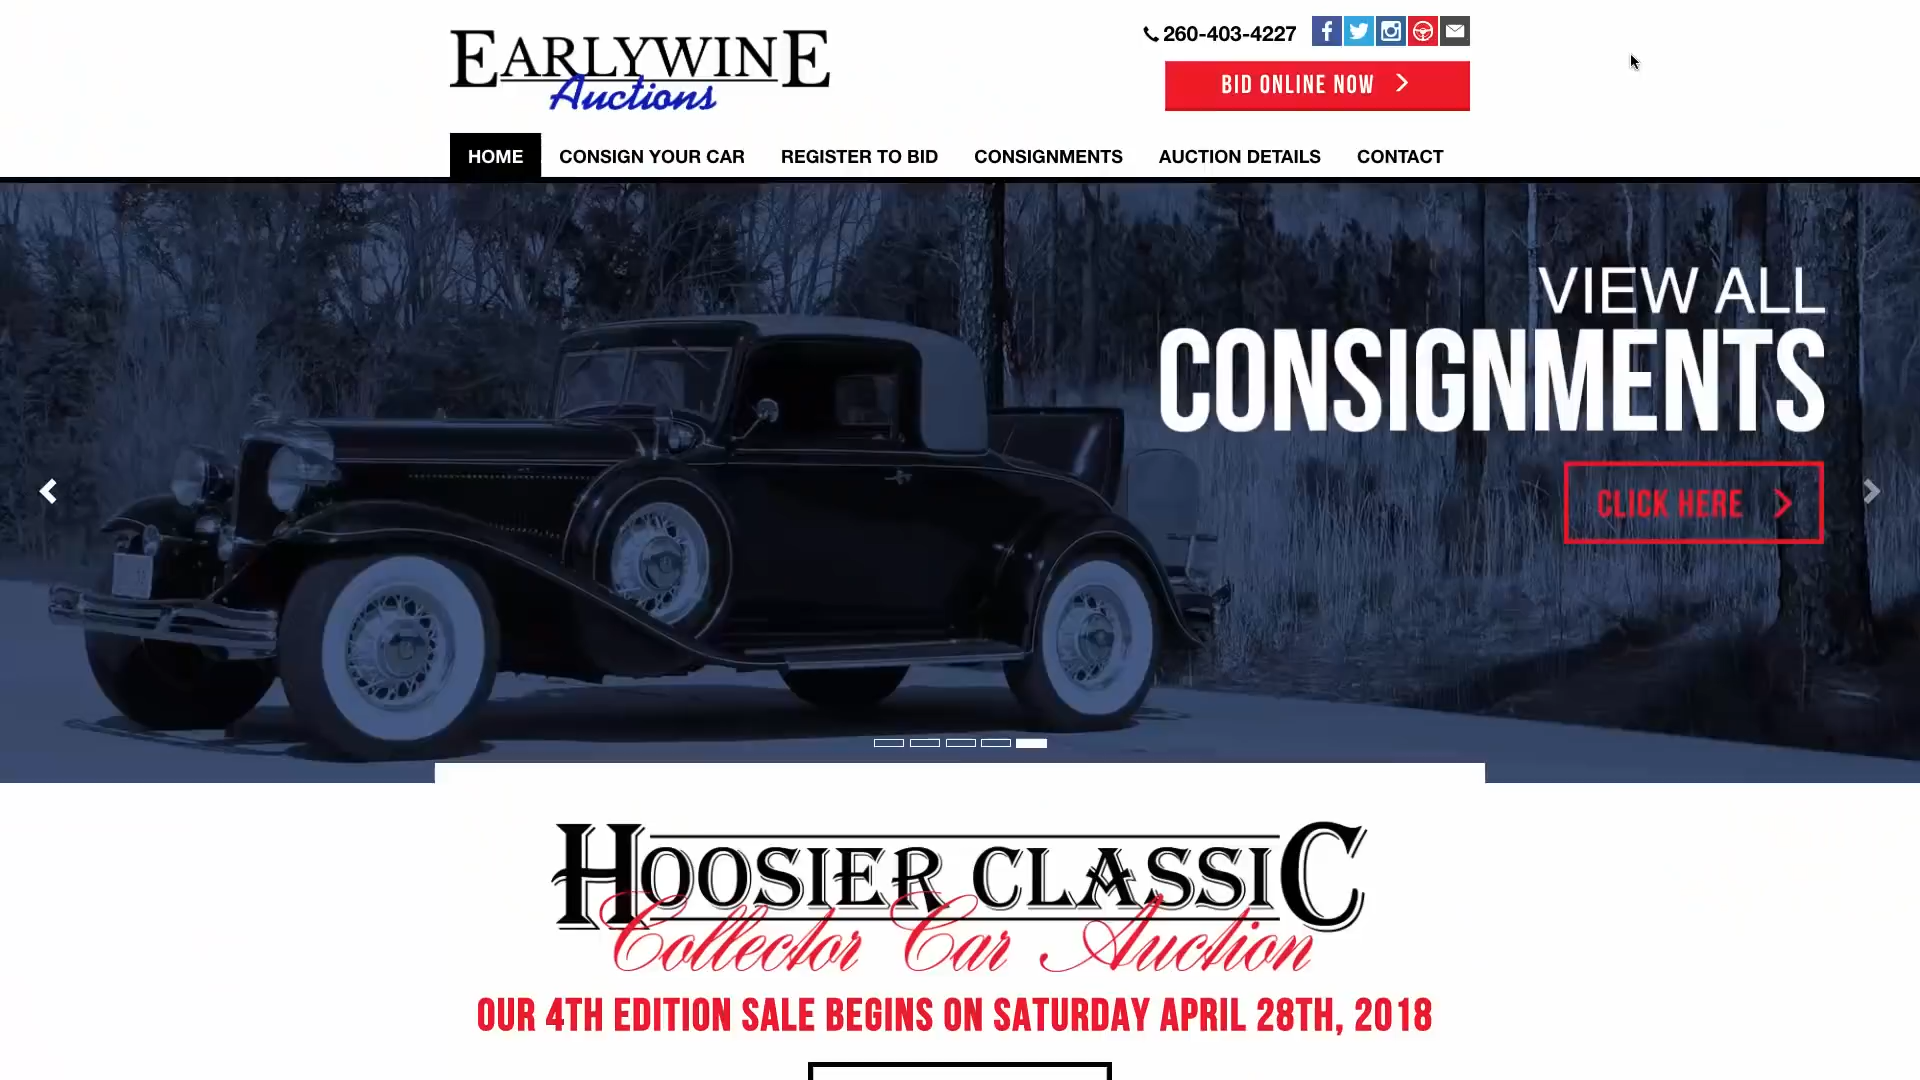 EARLYWINE
Auctions
260-403-4227
BID ONLINE NOW
HOME CONSIGN YOUR CAR REGISTER TO BID CONSIGNMENTS AUCTION DETAILS CONTACT
VIEW ALL
CONSIGNMENTS
CLICK HERE
HOOSIER CLASSIC
Collector Car Auction
OUR 4TH EDITION SALE BEGINS ON SATURDAY APRIL 28TH, 2018